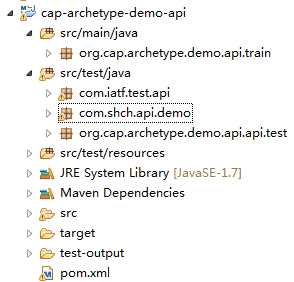 cap-archetype-demo-api
src/main/java
org.cap.archetype.demo.api.train
src/test/java
com.iatf.test.api
com.shch.api.demo
org.cap.archetype.demo.api.api.test
src/test/resources
JRE System Library [JavaSE-1.7]
Maven Dependencies
src
target
test-output
pom.xml